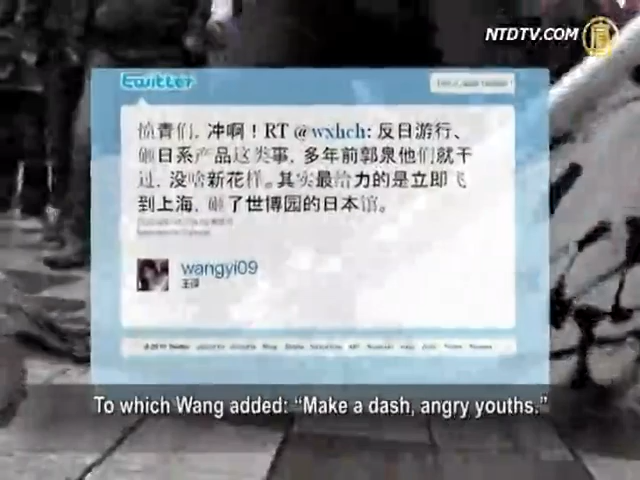 NTDTV.COM
twitter
愤青们，冲啊！RT @wxhch: 反日游行、
砸日系产品这类事，多年前郭泉他们就干
过，没啥新花样。其实最给力的是立即飞
到上海，砸了世博园的日本馆。
wangyi09
王译
To which Wang added: “Make a dash, angry youths.”